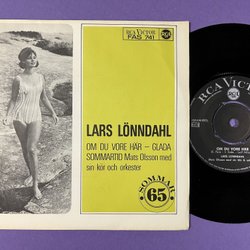 RCA VICTOR
FAS 741
RCA
LARS LÖNNDAHL
OM DU VORE HÄR – GLADA
SOMMARTID Mats Olsson med
sin kör och orkester
SOMMAR
65
RCA VICTOR
OM DU VORE HÄR
LARS LÖNNDAHL